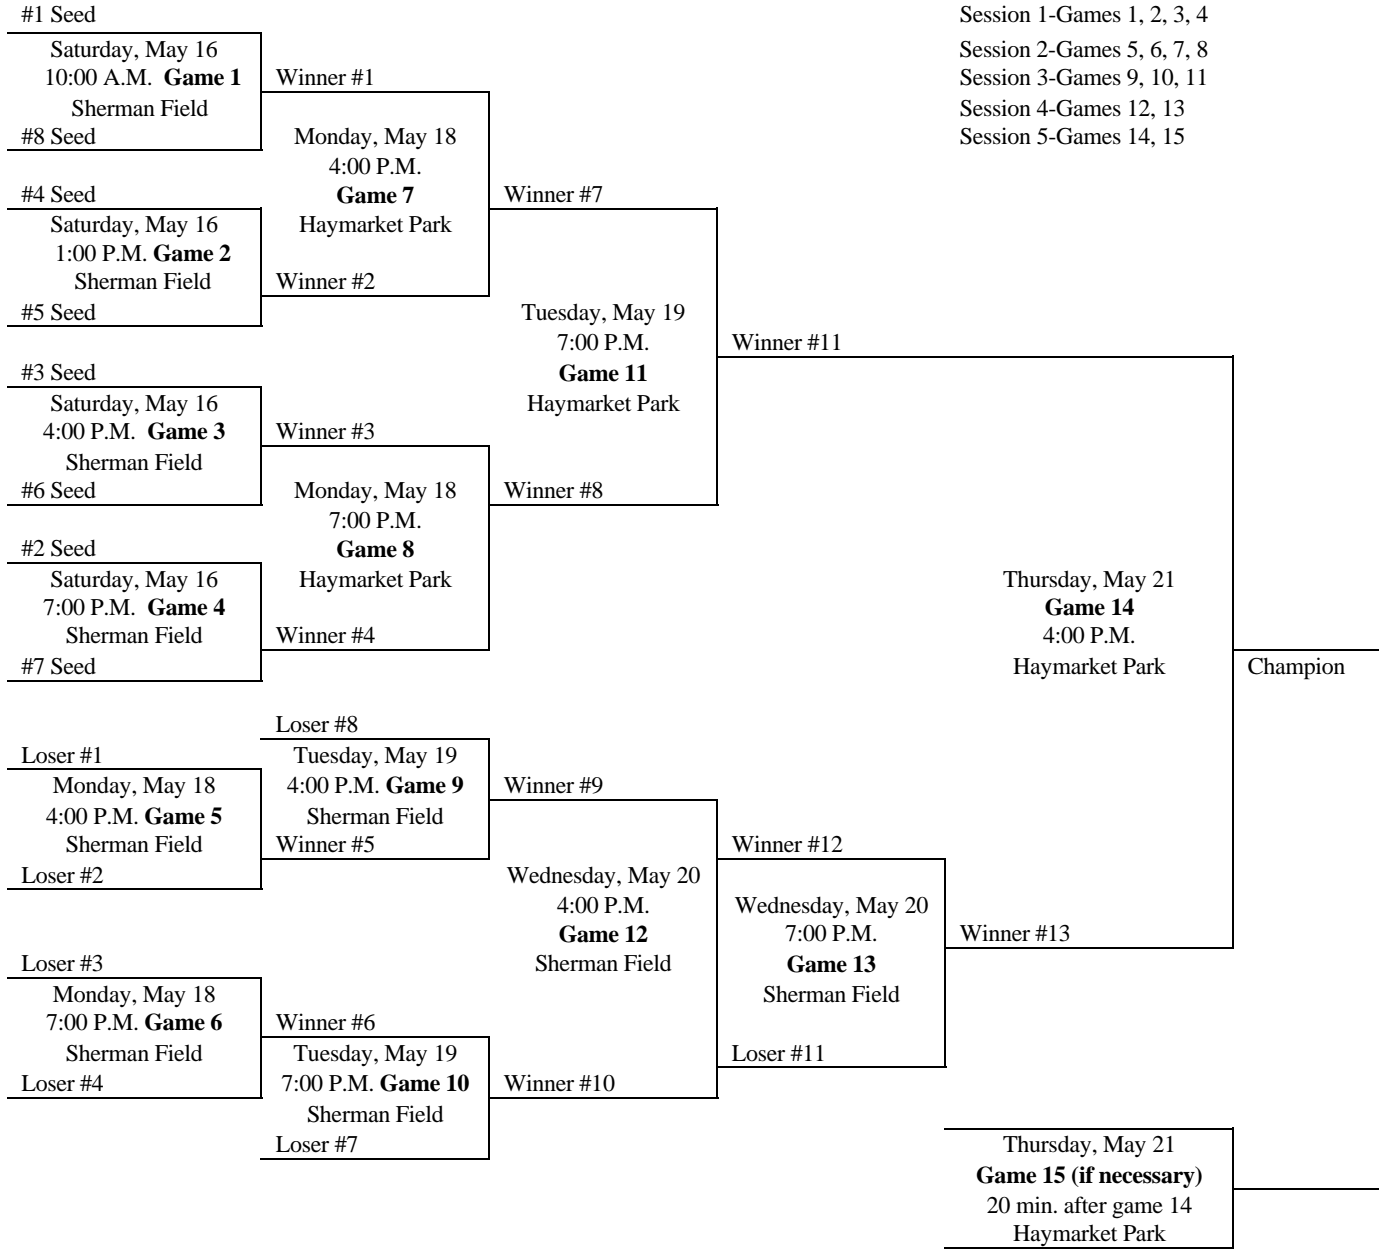 #1 Seed
Saturday, May 16
10:00 A.M. Game 1
Sherman Field
#8 Seed
#4 Seed
Saturday, May 16
1:00 P.M. Game 2
Sherman Field
#5 Seed
#3 Seed
Saturday, May 16
4:00 P.M. Game 3
Sherman Field
#6 Seed
#2 Seed
Saturday, May 16
7:00 P.M. Game 4
Sherman Field
#7 Seed
Loser #1
Monday, May 18
4:00 P.M. Game 5
Sherman Field
Loser #2
Loser #3
Monday, May 18
7:00 P.M. Game 6
Sherman Field
Loser #4
Winner #1
Monday, May 18
4:00 P.M.
Game 7
Haymarket Park
Winner #2
Winner #3
Monday, May 18
7:00 P.M.
Game 8
Haymarket Park
Winner #4
Loser #8
Tuesday, May 19
4:00 P.M. Game 9
Sherman Field
Winner #5
Winner #6
Tuesday, May 19
7:00 P.M. Game 10
Sherman Field
Loser #7
Winner #7
Tuesday, May 19
7:00 P.M.
Game 11
Haymarket Park
Winner #8
Winner #9
Wednesday, May 20
4:00 P.M.
Game 12
Sherman Field
Winner #10
Winner #11
Winner #12
Wednesday, May 20
7:00 P.M.
Game 13
Sherman Field
Loser #11
Session 1-Games 1, 2, 3, 4
Session 2-Games 5, 6, 7, 8
Session 3-Games 9, 10, 11
Session 4-Games 12, 13
Session 5-Games 14, 15
Thursday, May 21
Game 14
4:00 P.M.
Haymarket Park
Winner #13
Champion
Thursday, May 21
Game 15 (if necessary)
20 min. after game 14
Haymarket Park